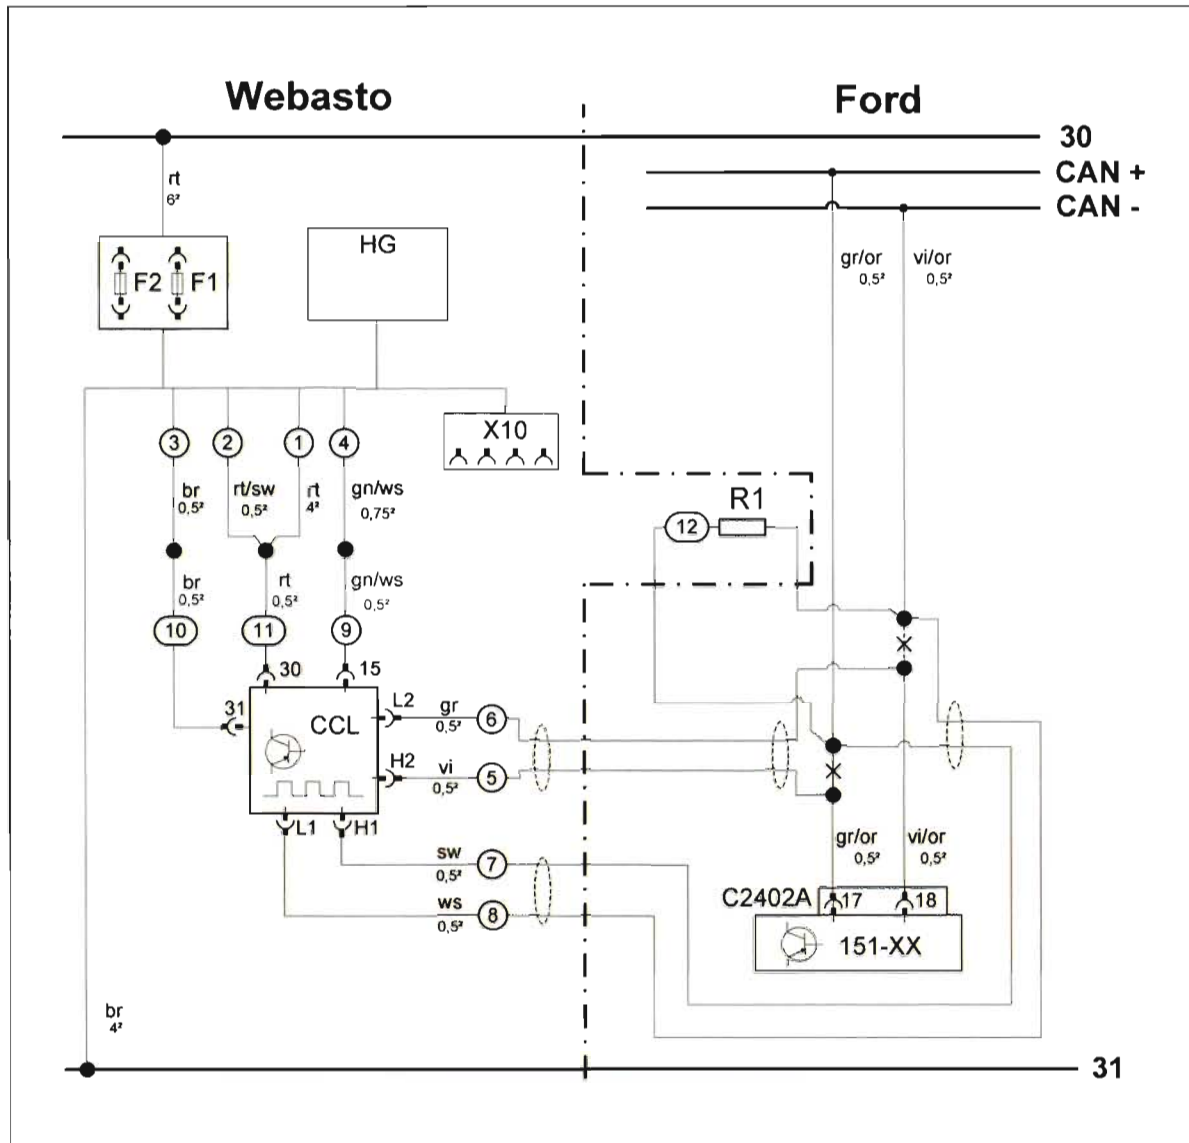 Webasto
Ford
30
CAN +
CAN -
rt
6²
gr/or
0,5²
vi/or
0,5²
F2
F1
HG
X10
3
2
1
4
br
0,5²
rt/sw
0,5²
rt
4²
gn/ws
0,75²
R1
12
br
0,5²
rt
0,5²
gn/ws
0,5²
10
11
9
30
15
31
CCL
L2
gr
0,5²
6
H2
vi
0,5²
5
L1
H1
sw
0,5²
7
ws
0,5²
8
gr/or
0,5²
vi/or
0,5²
C2402A
17
18
151-XX
br
4²
31